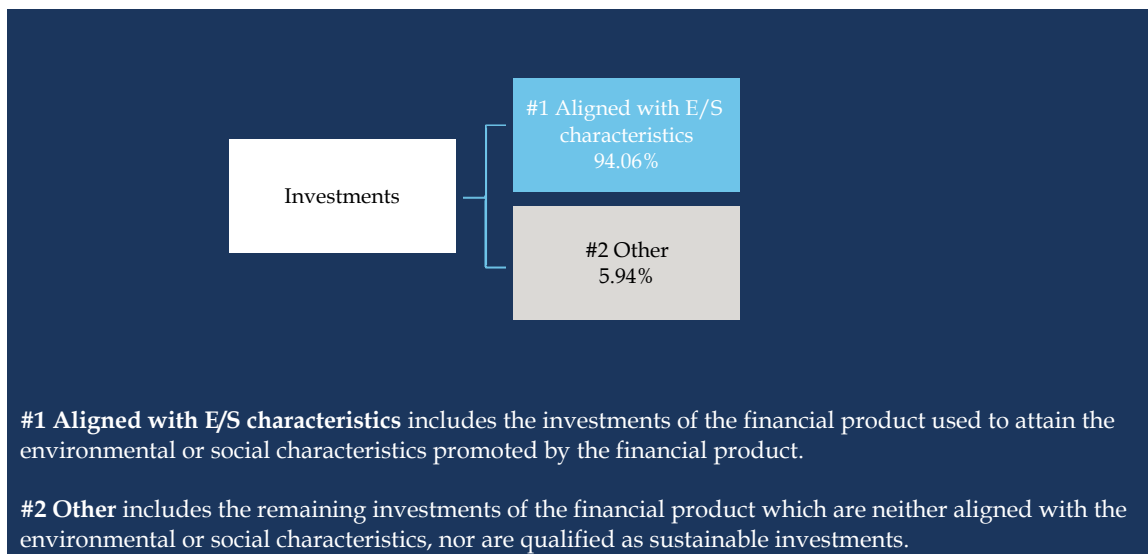 #1 Aligned with E/S
characteristics
94.06%
Investments
#2 Other
5.94%
#1 Aligned with E/S characteristics includes the investments of the financial product used to attain the
environmental or social characteristics promoted by the financial product.
#2 Other includes the remaining investments of the financial product which are neither aligned with the
environmental or social characteristics, nor are qualified as sustainable investments.